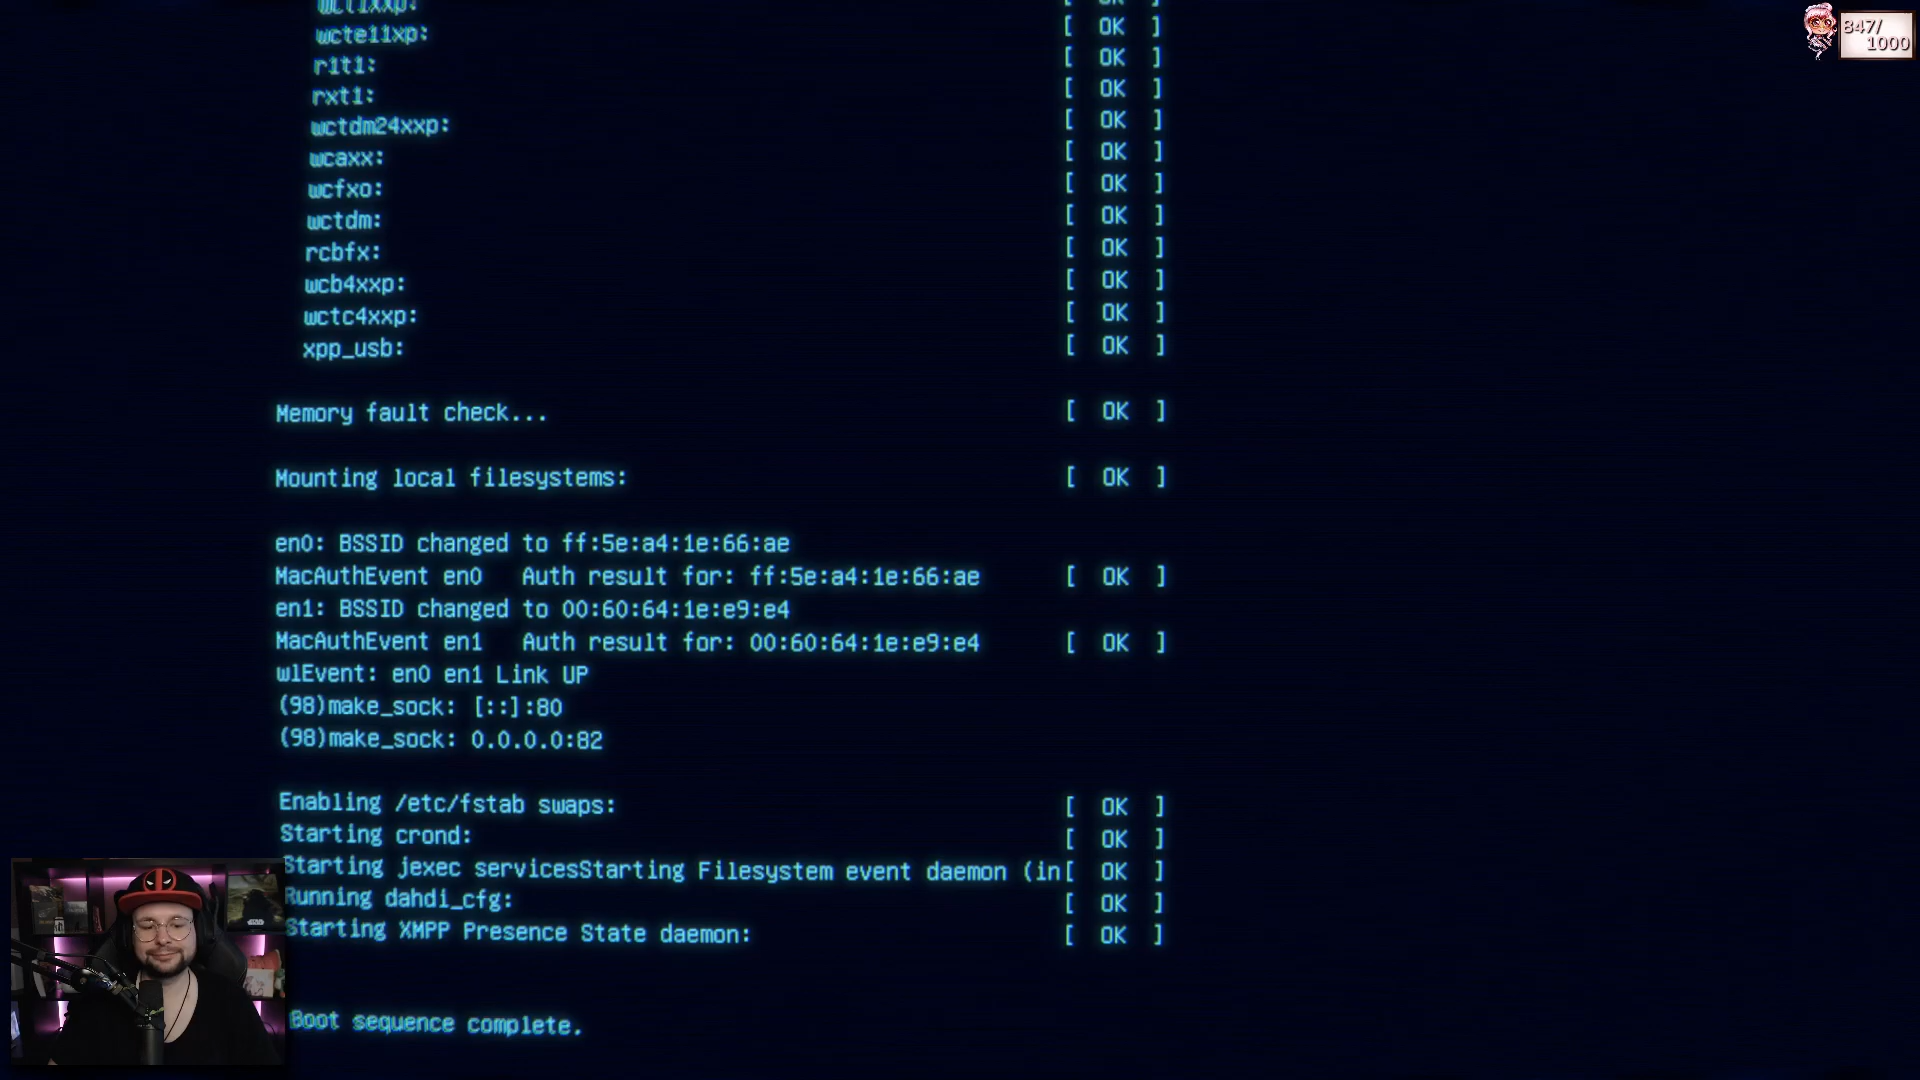 wct1xxp: [ OK ]
wcte11xp: [ OK ]
r1t1: [ OK ]
rxt1: [ OK ]
wctdm24xxp: [ OK ]
wcaxx: [ OK ]
wcfxo: [ OK ]
wctdm: [ OK ]
rcbfx: [ OK ]
wcb4xxp: [ OK ]
wctc4xxp: [ OK ]
xpp_usb: [ OK ]
Memory fault check... [ OK ]
Mounting local filesystems: [ OK ]
en0: BSSID changed to ff:5e:a4:1e:66:ae
MacAuthEvent en0 Auth result for: ff:5e:a4:1e:66:ae [ OK ]
en1: BSSID changed to 00:60:64:1e:e9:e4
MacAuthEvent en1 Auth result for: 00:60:64:1e:e9:e4 [ OK ]
wlEvent: en0 en1 Link UP
(98)make_sock: [::]:80
(98)make_sock: 0.0.0.0:82
Enabling /etc/fstab swaps: [ OK ]
Starting crond: [ OK ]
Starting jexec servicesStarting Filesystem event daemon (in[ OK ]
Running dahdi_cfg: [ OK ]
Starting XMPP Presence State daemon: [ OK ]
Boot sequence complete.
847/
1000